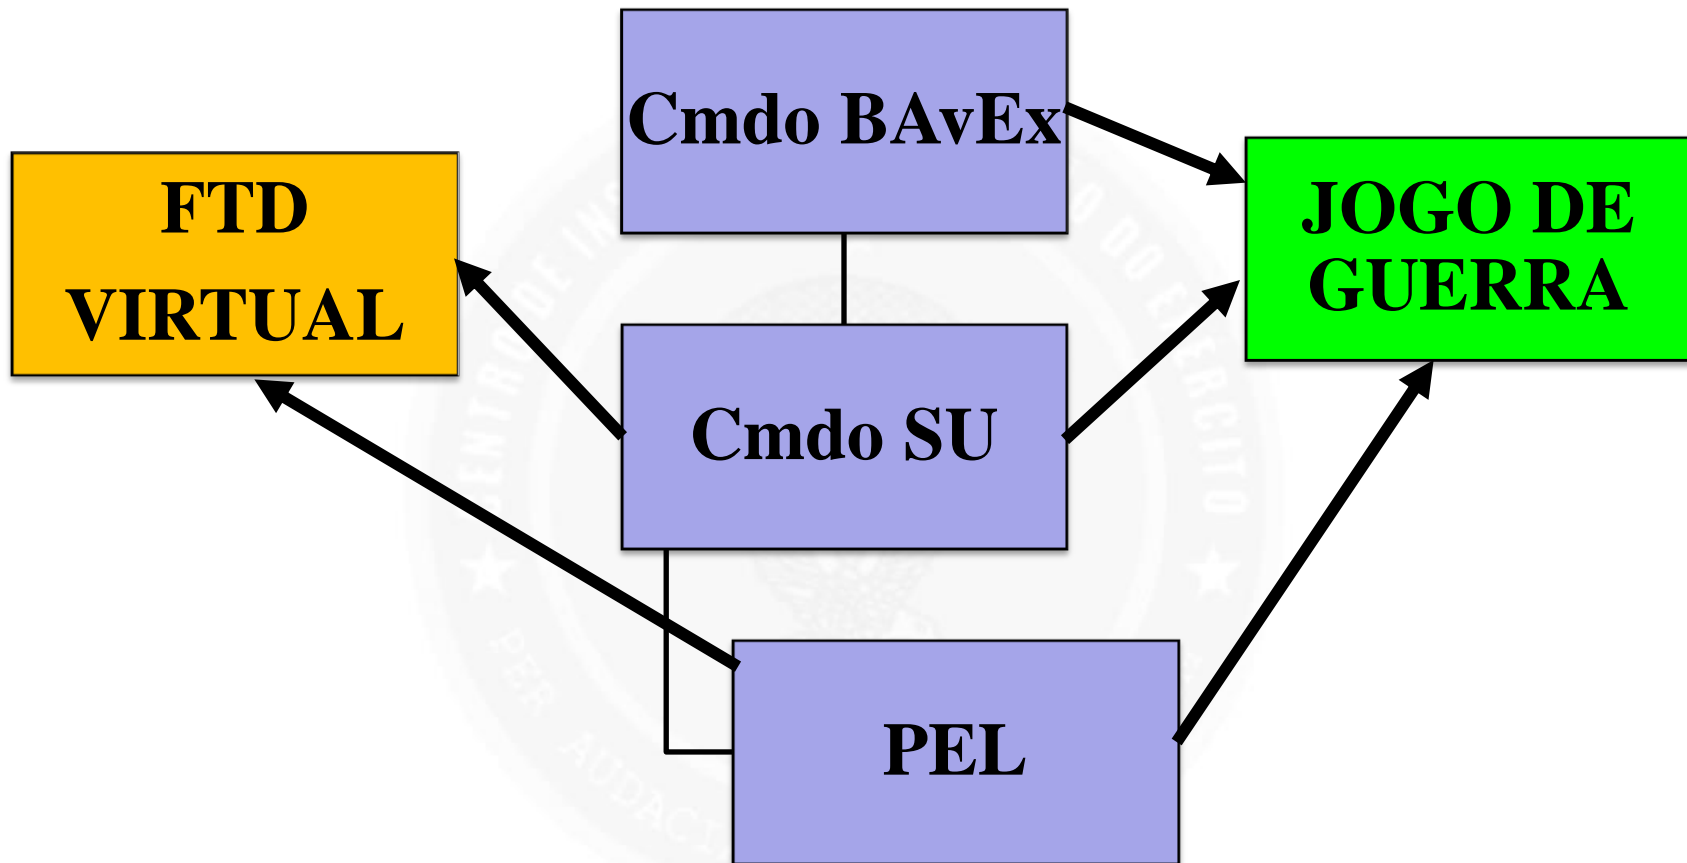 Cmdo BAvEx
FTD
VIRTUAL
JOGO DE
GUERRA
Cmdo SU
PEL